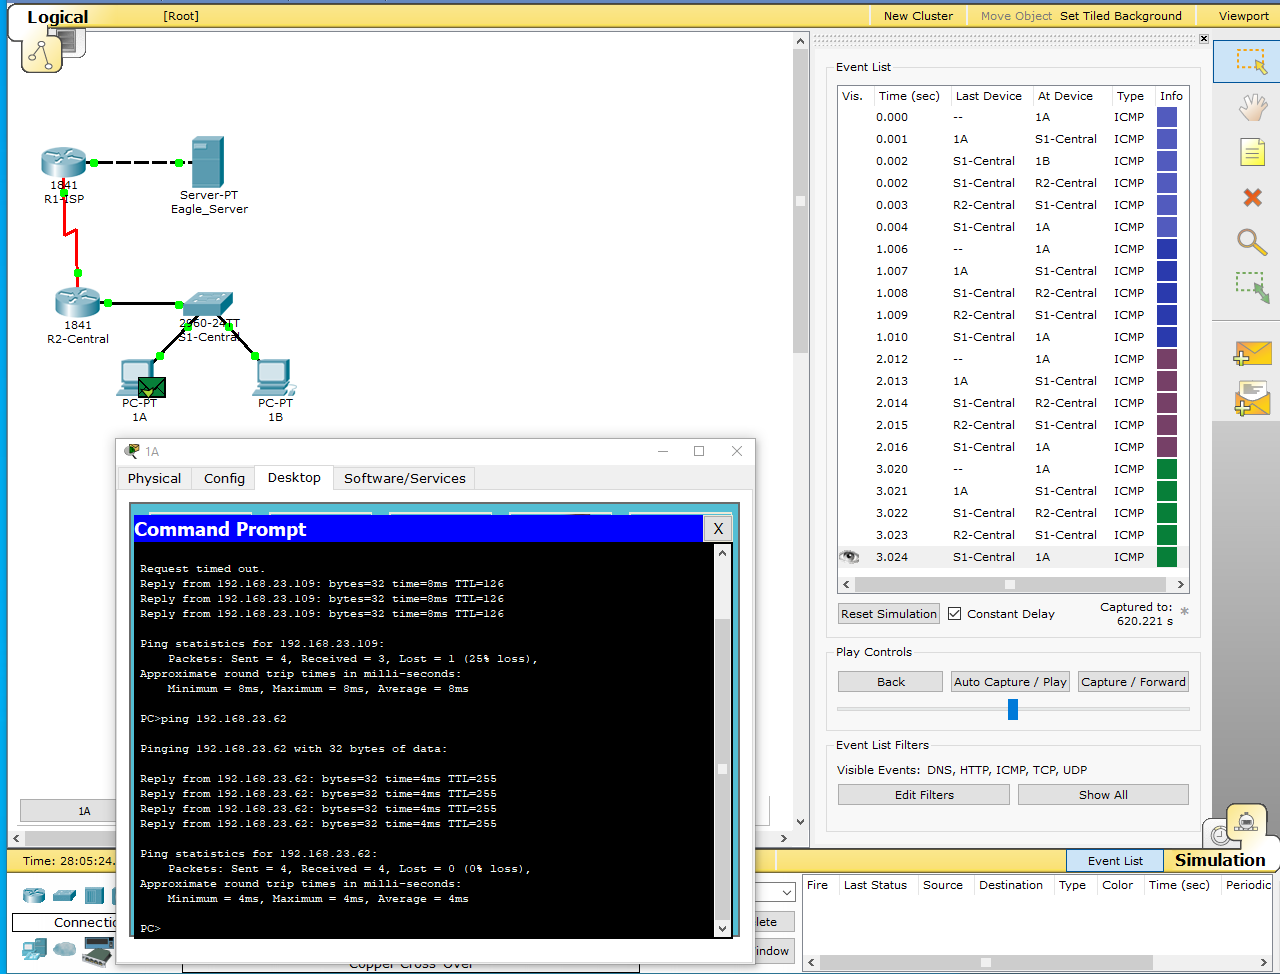 Logical [Root] New Cluster Move Object Set Tiled Background Viewport
1841
R1-ISP
Server-PT
Eagle_Server
1841
R2-Central
2960-24TT
S1-Central
PC-PT
1A
PC-PT
1B
Event List
Vis. Time (sec) Last Device At Device Type Info
0.000 -- 1A ICMP
0.001 1A S1-Central ICMP
0.002 S1-Central 1B ICMP
0.002 S1-Central R2-Central ICMP
0.003 R2-Central S1-Central ICMP
0.004 S1-Central 1A ICMP
1.006 -- 1A ICMP
1.007 1A S1-Central ICMP
1.008 S1-Central R2-Central ICMP
1.009 R2-Central S1-Central ICMP
1.010 S1-Central 1A ICMP
2.012 -- 1A ICMP
2.013 1A S1-Central ICMP
2.014 S1-Central R2-Central ICMP
2.015 R2-Central S1-Central ICMP
2.016 S1-Central 1A ICMP
3.020 -- 1A ICMP
3.021 1A S1-Central ICMP
3.022 S1-Central R2-Central ICMP
3.023 R2-Central S1-Central ICMP
3.024 S1-Central 1A ICMP
Reset Simulation Constant Delay Captured to:
620.221 s *
Play Controls
Back Auto Capture / Play Capture / Forward
Event List Filters
Visible Events: DNS, HTTP, ICMP, TCP, UDP
Edit Filters Show All
1A
Physical Config Desktop Software/Services
Command Prompt X
Request timed out.
Reply from 192.168.23.109: bytes=32 time=8ms TTL=126
Reply from 192.168.23.109: bytes=32 time=8ms TTL=126
Reply from 192.168.23.109: bytes=32 time=8ms TTL=126
Ping statistics for 192.168.23.109:
Packets: Sent = 4, Received = 3, Lost = 1 (25% loss),
Approximate round trip times in milli-seconds:
Minimum = 8ms, Maximum = 8ms, Average = 8ms
PC>ping 192.168.23.62
Pinging 192.168.23.62 with 32 bytes of data:
Reply from 192.168.23.62: bytes=32 time=4ms TTL=255
Reply from 192.168.23.62: bytes=32 time=4ms TTL=255
Reply from 192.168.23.62: bytes=32 time=4ms TTL=255
Reply from 192.168.23.62: bytes=32 time=4ms TTL=255
Ping statistics for 192.168.23.62:
Packets: Sent = 4, Received = 4, Lost = 0 (0% loss),
Approximate round trip times in milli-seconds:
Minimum = 4ms, Maximum = 4ms, Average = 4ms
PC>
1A
Time: 28:05:24. Event List Simulation
Connectio
lete
indow
Copper Cross-Over
Fire Last Status Source Destination Type Color Time (sec) Periodic